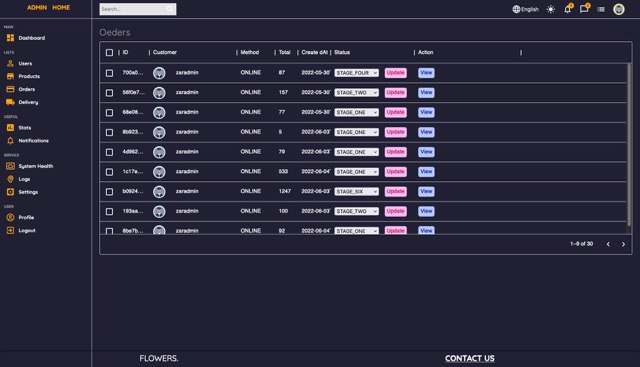 ADMIN HOME
Search...
English
MAIN
Dashboard
LISTS
Users
Products
Orders
Delivery
USEFUL
Stats
Notifications
SERVICE
System Health
Logs
Settings
USER
Profile
Logout
Oeders
ID Customer Method Total Create dAt Status Action
700a0... zaradmin ONLINE 87 2022-05-30 STAGE_FOUR Update View
56f0e7... zaradmin ONLINE 157 2022-05-30 STAGE_TWO Update View
68e08... zaradmin ONLINE 77 2022-05-30 STAGE_ONE Update View
8b923... zaradmin ONLINE 5 2022-06-03 STAGE_ONE Update View
4d962... zaradmin ONLINE 79 2022-06-03 STAGE_ONE Update View
1c17e... zaradmin ONLINE 533 2022-06-04 STAGE_ONE Update View
b0924... zaradmin ONLINE 1247 2022-06-03 STAGE_SIX Update View
193aa... zaradmin ONLINE 100 2022-06-03 STAGE_TWO Update View
8be7b... zaradmin ONLINE 92 2022-06-04 STAGE_ONE Update View
1–9 of 30
FLOWERS.
CONTACT US